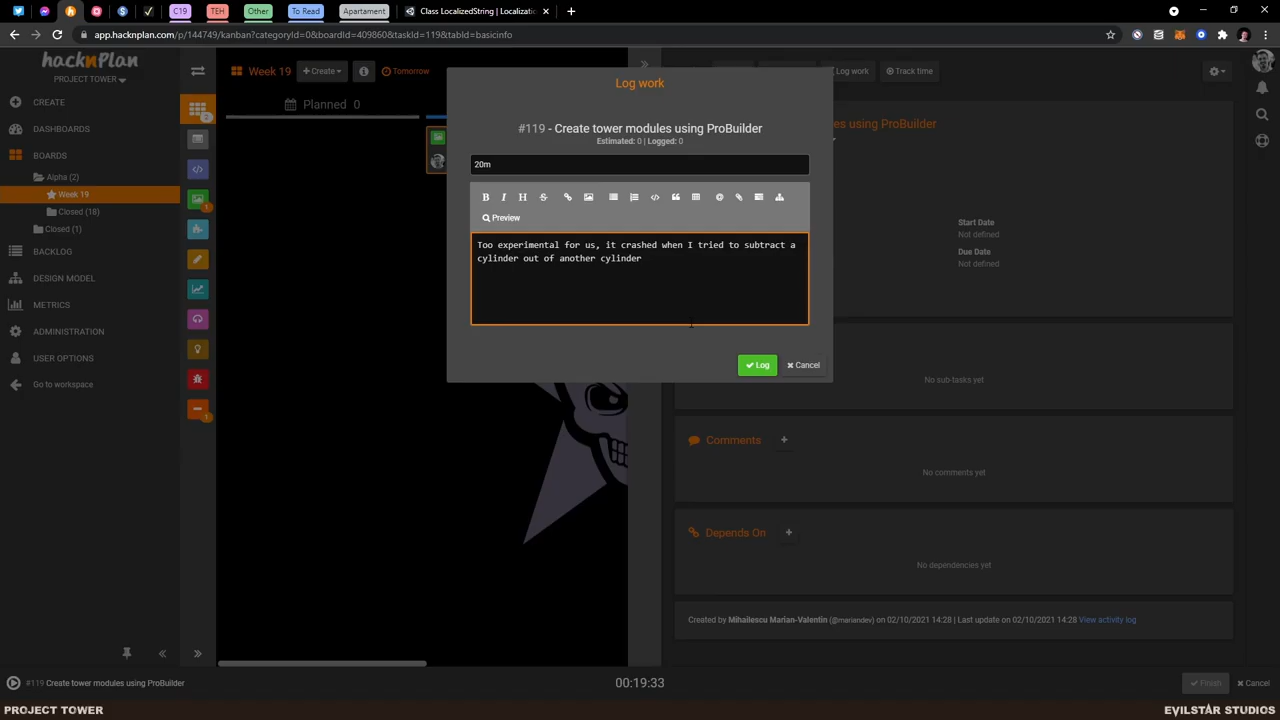 C19
TEH
Other
To Read
Apartament
Class LocalizedString | Localizatio
app.hacknplan.com/p/144749/kanban?categoryId=0&boardId=409860&taskId=119&tabId=basicinfo
hacknPlan
PROJECT TOWER
CREATE
DASHBOARDS
BOARDS
Alpha (2)
Week 19
Closed (18)
Closed (1)
BACKLOG
DESIGN MODEL
METRICS
ADMINISTRATION
USER OPTIONS
Go to workspace
Week 19
Create
Tomorrow
Planned 0
Log work
Track time
es using ProBuilder
Start Date
Not defined
Due Date
Not defined
No sub-tasks yet
Comments
No comments yet
Depends On
No dependencies yet
Created by Mihailescu Marian-Valentin (@mariandev) on 02/10/2021 14:28 | Last update on 02/10/2021 14:28 View activity log
Log work
#119 - Create tower modules using ProBuilder
Estimated: 0 | Logged: 0
20m
B I H S
Preview
Too experimental for us, it crashed when I tried to subtract a
cylinder out of another cylinder
Log
Cancel
#119 Create tower modules using ProBuilder
00:19:33
Finish
Cancel
PROJECT TOWER
EVILSTAR STUDIOS